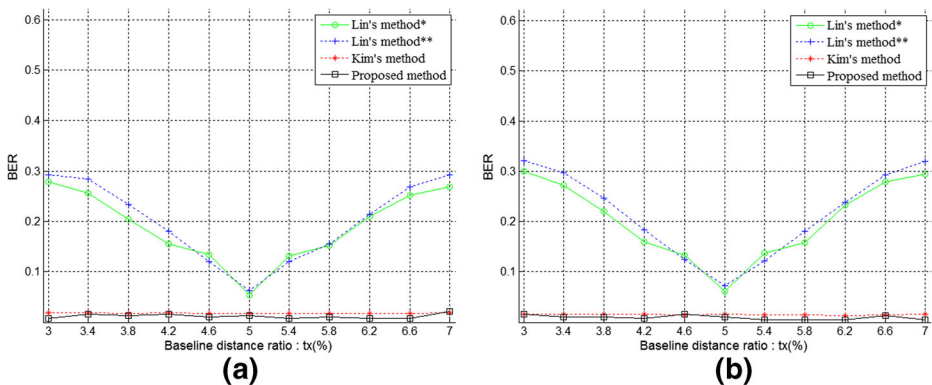 0.6
0.5
0.4
0.3
0.2
0.1
BER
Lin's method*
Lin's method**
Kim's method
Proposed method
3 3.4 3.8 4.2 4.6 5 5.4 5.8 6.2 6.6 7
Baseline distance ratio : tx(%)
(a)
0.6
0.5
0.4
0.3
0.2
0.1
BER
Lin's method*
Lin's method**
Kim's method
Proposed method
3 3.4 3.8 4.2 4.6 5 5.4 5.8 6.2 6.6 7
Baseline distance ratio : tx(%)
(b)